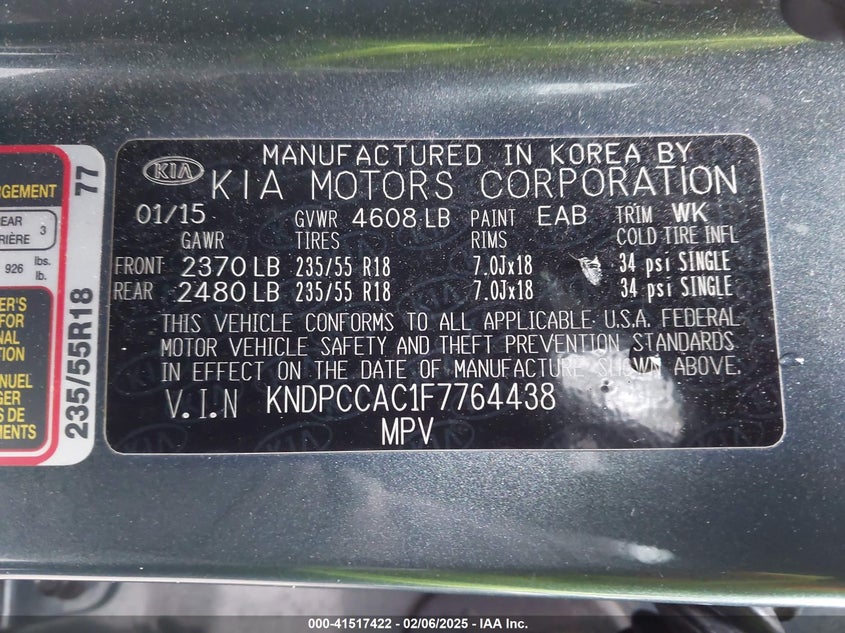 KIA
MANUFACTURED IN KOREA BY
KIA MOTORS CORPORATION
01/15 GVWR 4608 LB PAINT EAB TRIM WK
GAWR TIRES RIMS COLD TIRE INFL
FRONT 2370 LB 235/55 R18 7.0Jx18 34 psi SINGLE
REAR 2480 LB 235/55 R18 7.0Jx18 34 psi SINGLE
THIS VEHICLE CONFORMS TO ALL APPLICABLE U.S.A. FEDERAL
MOTOR VEHICLE SAFETY AND THEFT PREVENTION STANDARDS
IN EFFECT ON THE DATE OF MANUFACTURE SHOWN ABOVE.
V.I.N KNDPCCAC1F7764438
MPV
RGEMENT
EAR
RIÈRE 3
926 lbs.
lb.
ER'S
FOR
NAL
TION
NUEL
GER
US DE
MENTS
235/55R18 77
000-41517422 - 02/06/2025 - IAA Inc.